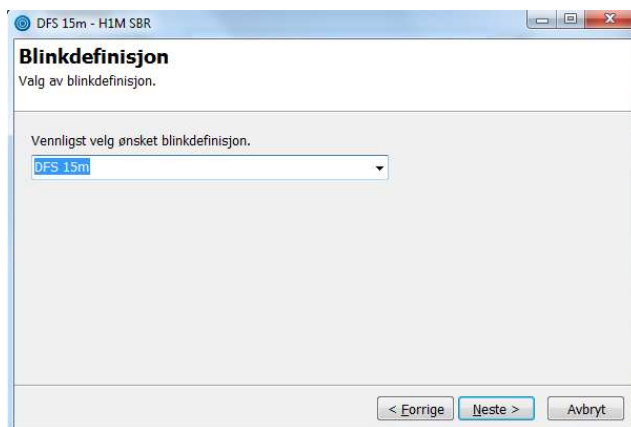 DFS 15m - H1M SBR
Blinkdefinisjon
Valg av blinkdefinisjon.
Vennligst velg ønsket blinkdefinisjon.
DFS 15m
< Forrige
Neste >
Avbryt